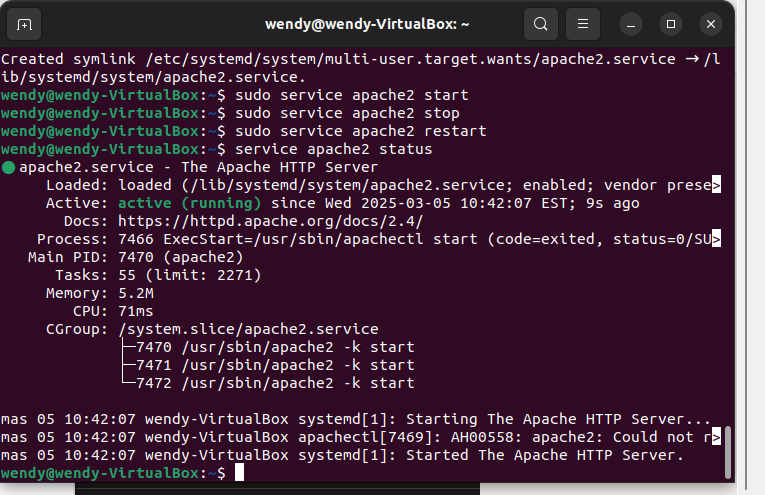 wendy@wendy-VirtualBox: ~
Created symlink /etc/systemd/system/multi-user.target.wants/apache2.service → /l
ib/systemd/system/apache2.service.
wendy@wendy-VirtualBox:~$ sudo service apache2 start
wendy@wendy-VirtualBox:~$ sudo service apache2 stop
wendy@wendy-VirtualBox:~$ sudo service apache2 restart
wendy@wendy-VirtualBox:~$ service apache2 status
● apache2.service - The Apache HTTP Server
     Loaded: loaded (/lib/systemd/system/apache2.service; enabled; vendor prese>
     Active: active (running) since Wed 2025-03-05 10:42:07 EST; 9s ago
       Docs: https://httpd.apache.org/docs/2.4/
    Process: 7466 ExecStart=/usr/sbin/apachectl start (code=exited, status=0/SU>
   Main PID: 7470 (apache2)
      Tasks: 55 (limit: 2271)
     Memory: 5.2M
        CPU: 71ms
     CGroup: /system.slice/apache2.service
             ├─7470 /usr/sbin/apache2 -k start
             ├─7471 /usr/sbin/apache2 -k start
             └─7472 /usr/sbin/apache2 -k start
mas 05 10:42:07 wendy-VirtualBox systemd[1]: Starting The Apache HTTP Server...
mas 05 10:42:07 wendy-VirtualBox apachectl[7469]: AH00558: apache2: Could not r>
mas 05 10:42:07 wendy-VirtualBox systemd[1]: Started The Apache HTTP Server.
wendy@wendy-VirtualBox:~$